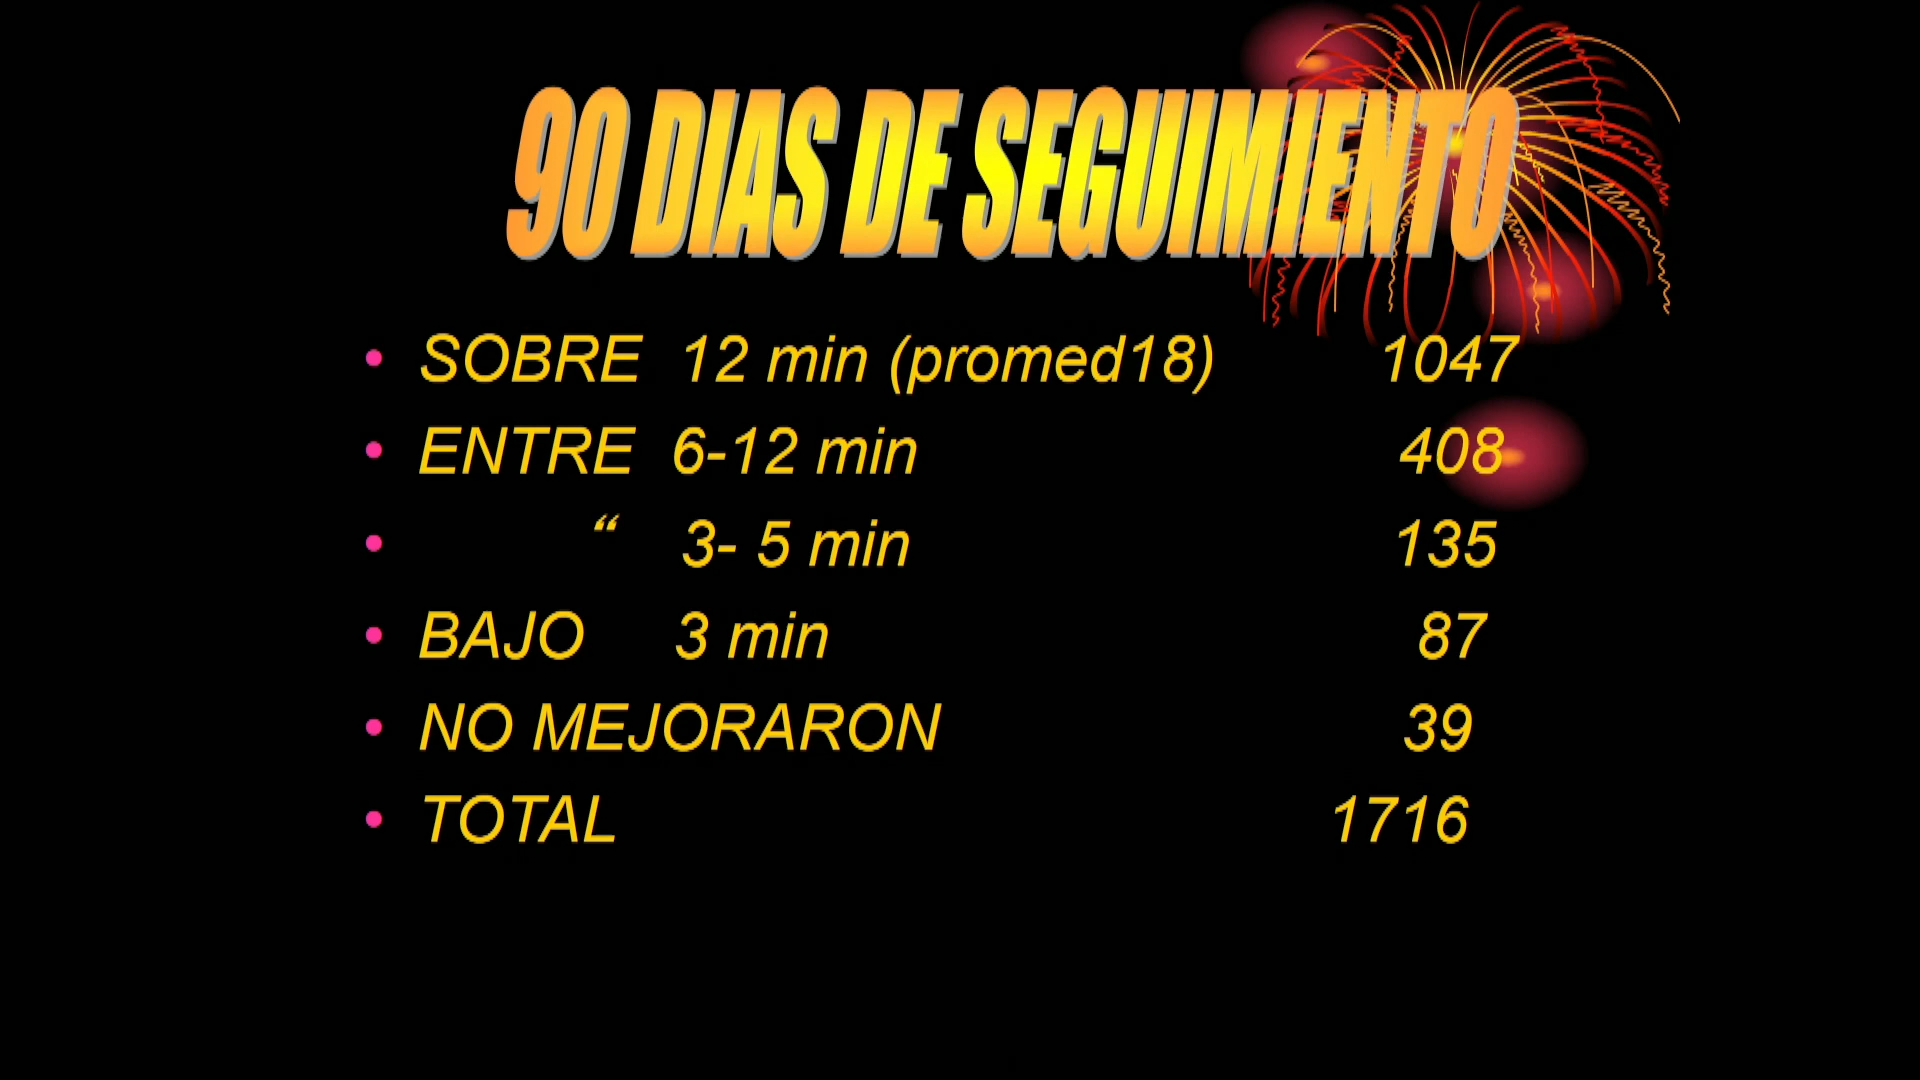 90 DIAS DE SEGUIMIENTO
• SOBRE 12 min (promed18) 1047
• ENTRE 6-12 min 408
• “ 3- 5 min 135
• BAJO 3 min 87
• NO MEJORARON 39
• TOTAL 1716